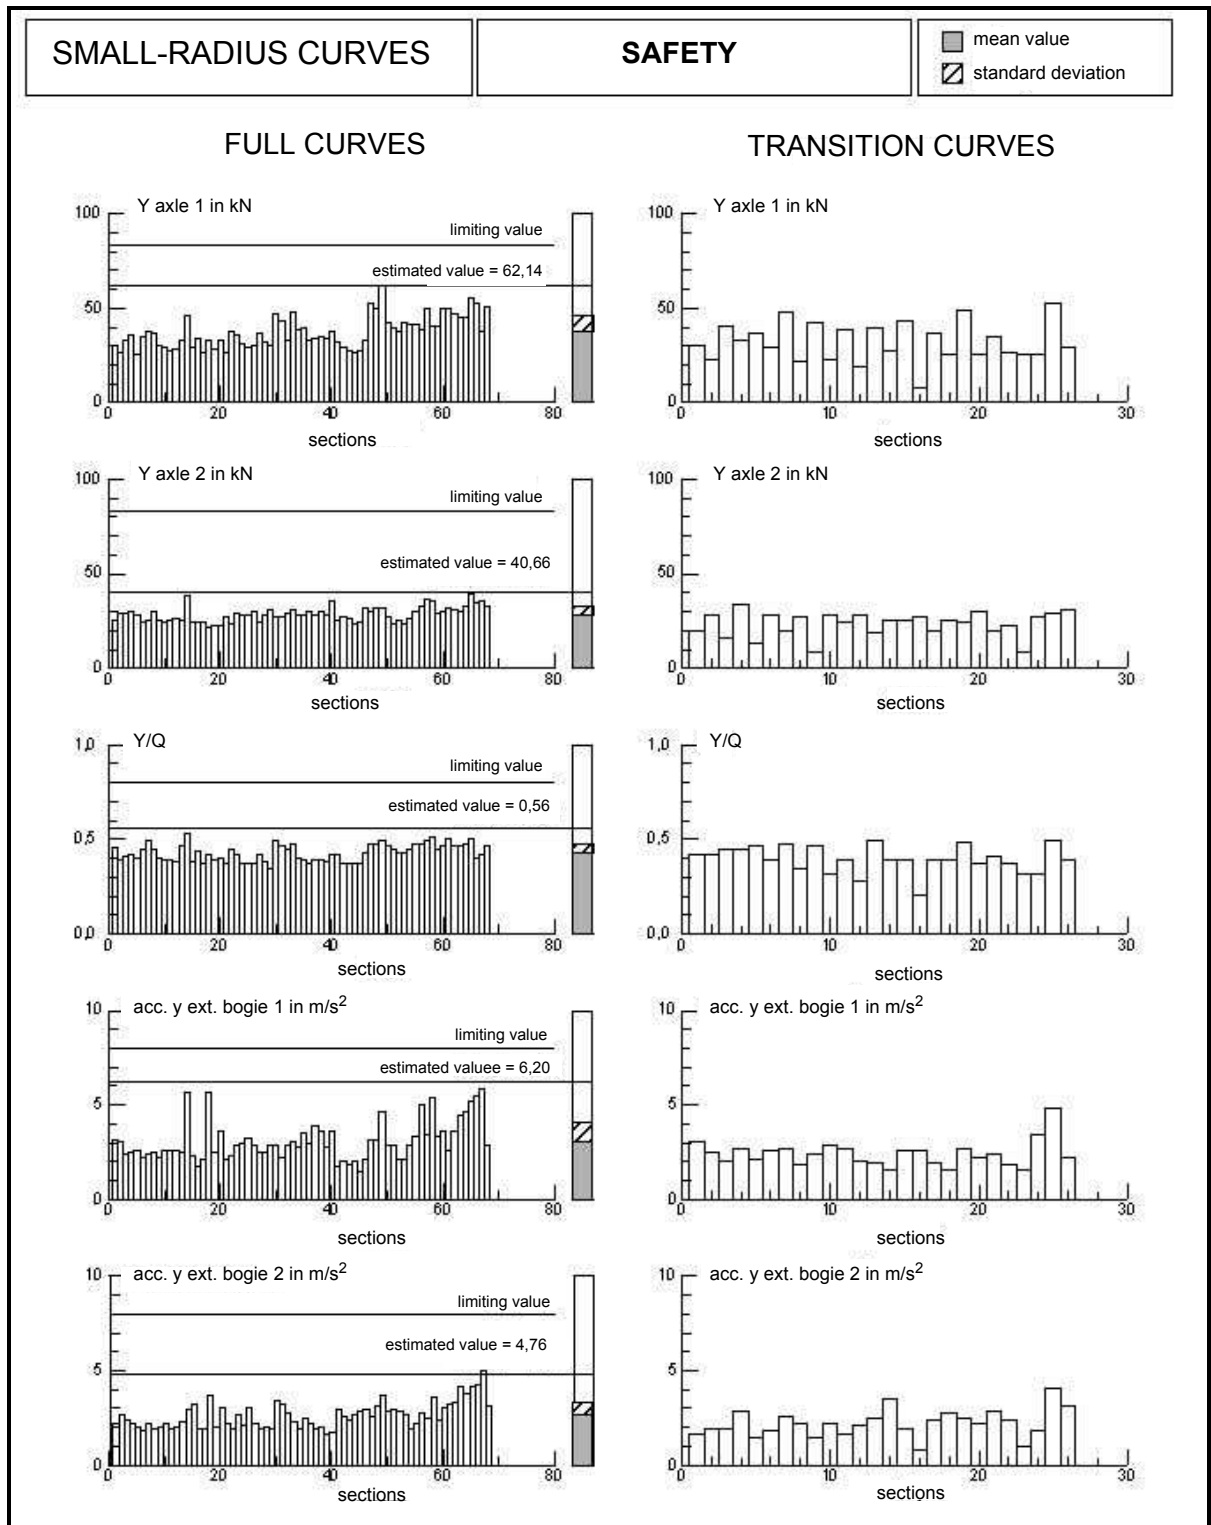 SMALL-RADIUS CURVES
SAFETY
mean value
standard deviation
FULL CURVES
TRANSITION CURVES
Y axle 1 in kN
100
limiting value
estimated value = 62,14
50
0
0 20 40 60 80
sections
Y axle 1 in kN
100
50
0
0 10 20 30
sections
Y axle 2 in kN
100
limiting value
estimated value = 40,66
50
0
0 20 40 60 80
sections
Y axle 2 in kN
100
50
0
0 10 20 30
sections
Y/Q
1,0
limiting value
estimated value = 0,56
0,5
0,0
0 20 40 60 80
sections
Y/Q
1,0
0,5
0,0
0 10 20 30
sections
acc. y ext. bogie 1 in m/s²
10
limiting value
estimated valuee = 6,20
5
0
0 20 40 60 80
sections
acc. y ext. bogie 1 in m/s²
10
5
0
0 10 20 30
sections
acc. y ext. bogie 2 in m/s²
10
limiting value
estimated value = 4,76
5
0
0 20 40 60 80
sections
acc. y ext. bogie 2 in m/s²
10
5
0
0 10 20 30
sections